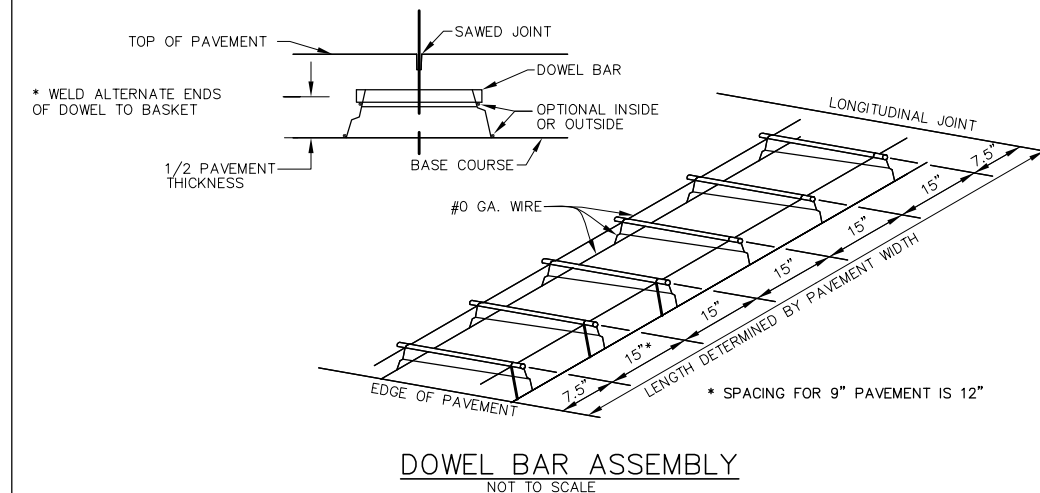 TOP OF PAVEMENT
SAWED JOINT
DOWEL BAR
* WELD ALTERNATE ENDS
OF DOWEL TO BASKET
OPTIONAL INSIDE
OR OUTSIDE
1/2 PAVEMENT
THICKNESS
BASE COURSE
LONGITUDINAL JOINT
#0 GA. WIRE
7.5"
15"
15"
15"
15"
15"*
7.5"
LENGTH DETERMINED BY PAVEMENT WIDTH
EDGE OF PAVEMENT
* SPACING FOR 9" PAVEMENT IS 12"
DOWEL BAR ASSEMBLY
NOT TO SCALE